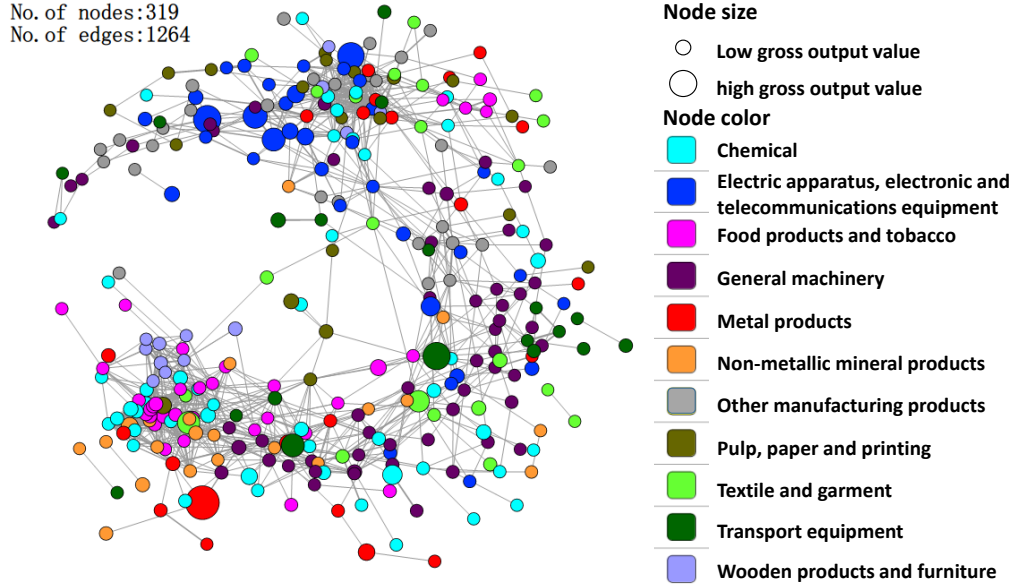 No. of nodes:319
No. of edges:1264
Node size
Low gross output value
high gross output value
Node color
Chemical
Electric apparatus, electronic and
telecommunications equipment
Food products and tobacco
General machinery
Metal products
Non-metallic mineral products
Other manufacturing products
Pulp, paper and printing
Textile and garment
Transport equipment
Wooden products and furniture